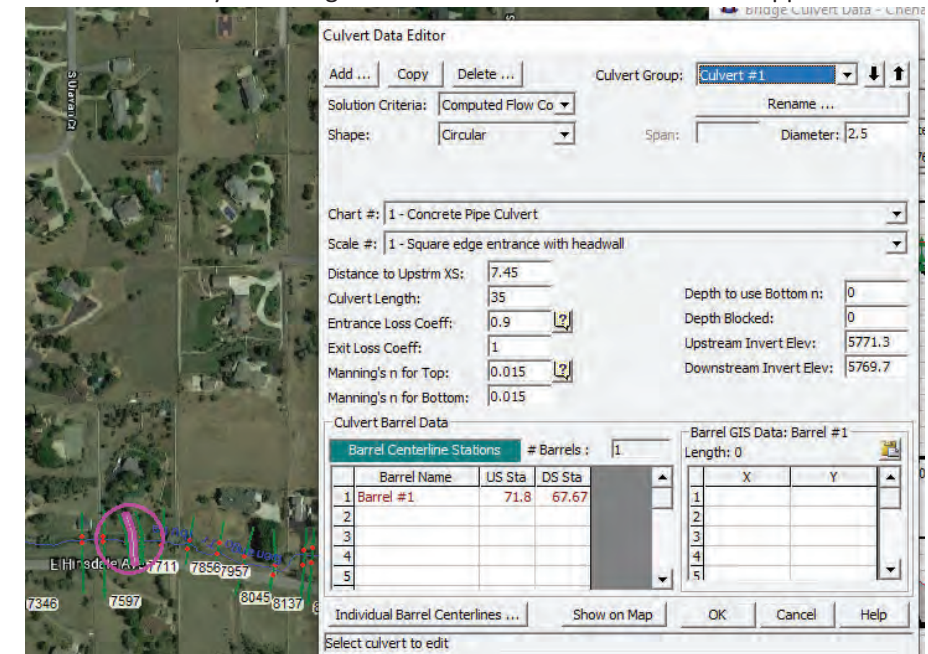 Bridge Culvert Data - Chena
Culvert Data Editor
Add ... Copy Delete ... Culvert Group: Culvert #1
Solution Criteria: Computed Flow Co Rename ...
Shape: Circular Span: Diameter: 2.5
Chart #: 1 - Concrete Pipe Culvert
Scale #: 1 - Square edge entrance with headwall
Distance to Upstrm XS: 7.45
Culvert Length: 35 Depth to use Bottom n: 0
Entrance Loss Coeff: 0.9 Depth Blocked: 0
Exit Loss Coeff: 1 Upstream Invert Elev: 5771.3
Manning's n for Top: 0.015 Downstream Invert Elev: 5769.7
Manning's n for Bottom: 0.015
Culvert Barrel Data
Barrel Centerline Stations # Barrels : 1
Barrel GIS Data: Barrel #1
Length: 0
Barrel Name US Sta DS Sta X Y
1 Barrel #1 71.8 67.67 1
2 2
3 3
4 4
5 5
Individual Barrel Centerlines ... Show on Map OK Cancel Help
Select culvert to edit
S Uravan Ct
E Hinsdale 7711 7856 7957
7346 7597 8045 8137